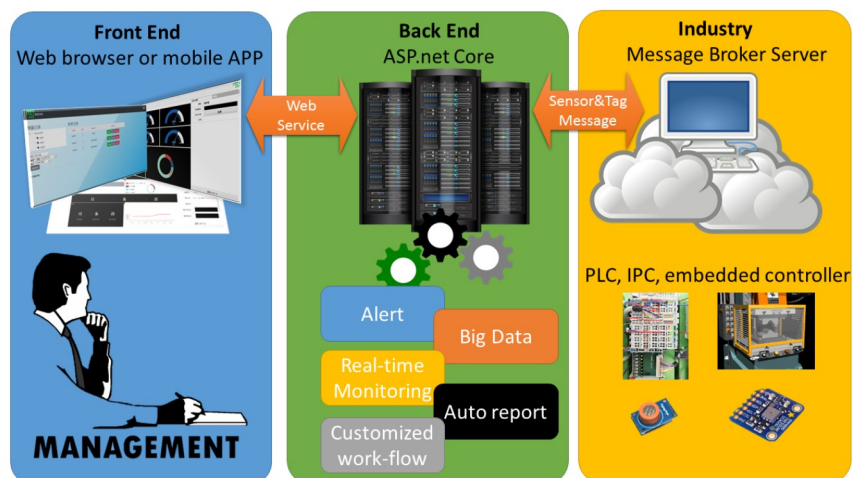 Front End
Web browser or mobile APP
Web
Service
MANAGEMENT
Back End
ASP.net Core
Sensor&Tag
Message
Alert
Big Data
Real-time
Monitoring
Auto report
Customized
work-flow
Industry
Message Broker Server
PLC, IPC, embedded controller